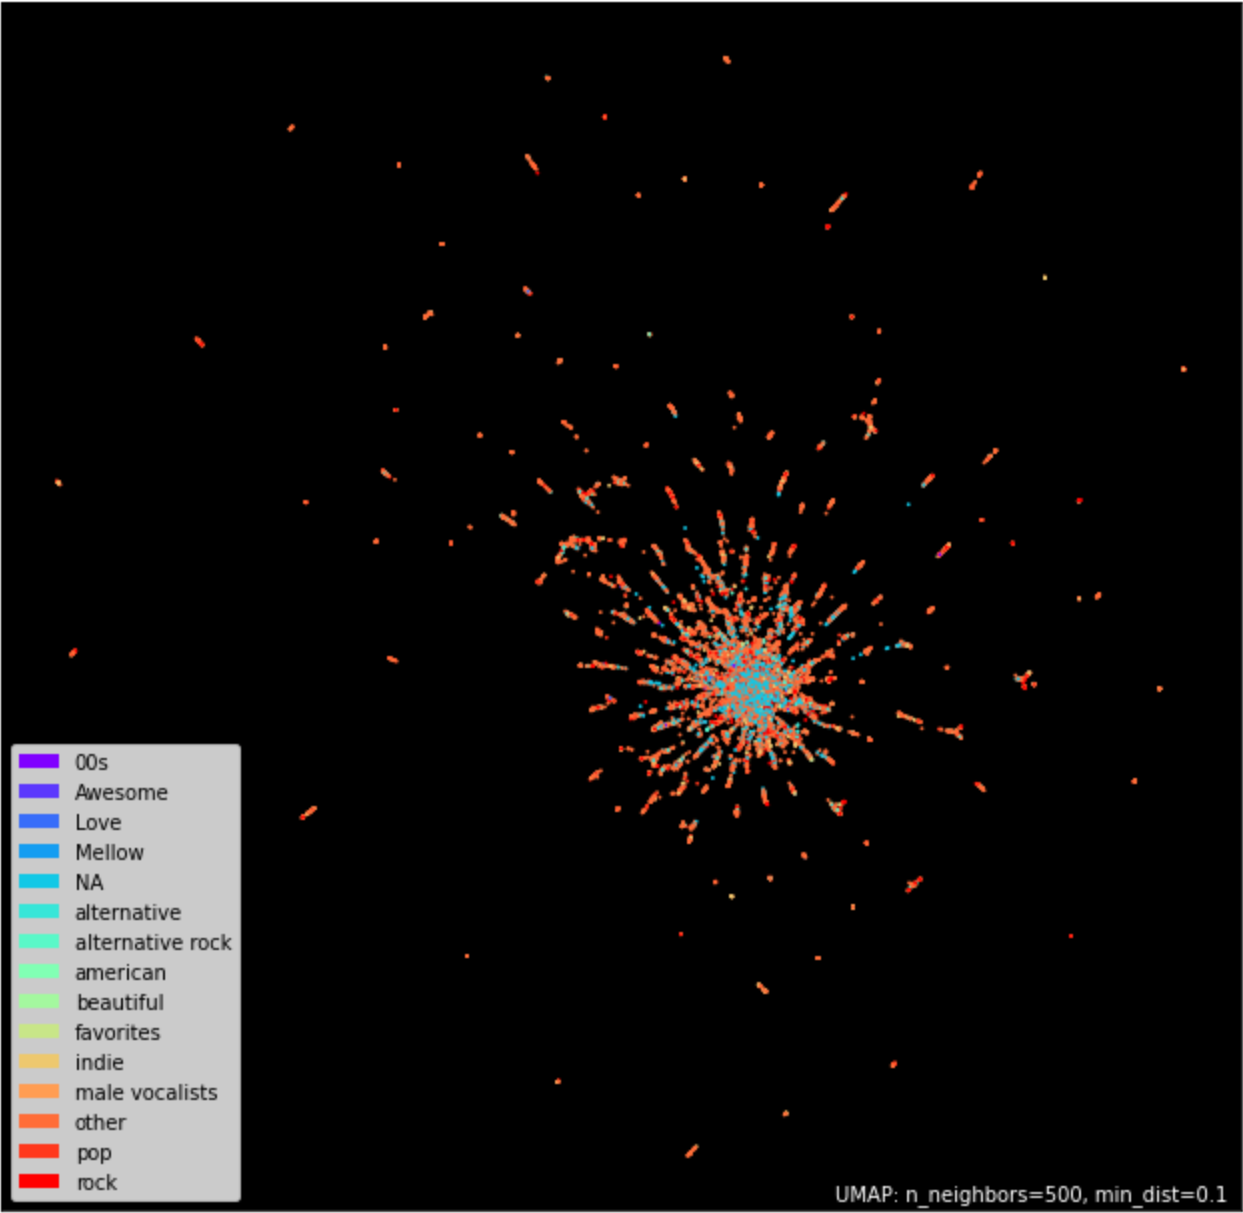 00s
Awesome
Love
Mellow
NA
alternative
alternative rock
american
beautiful
favorites
indie
male vocalists
other
pop
rock
UMAP: n_neighbors=500, min_dist=0.1